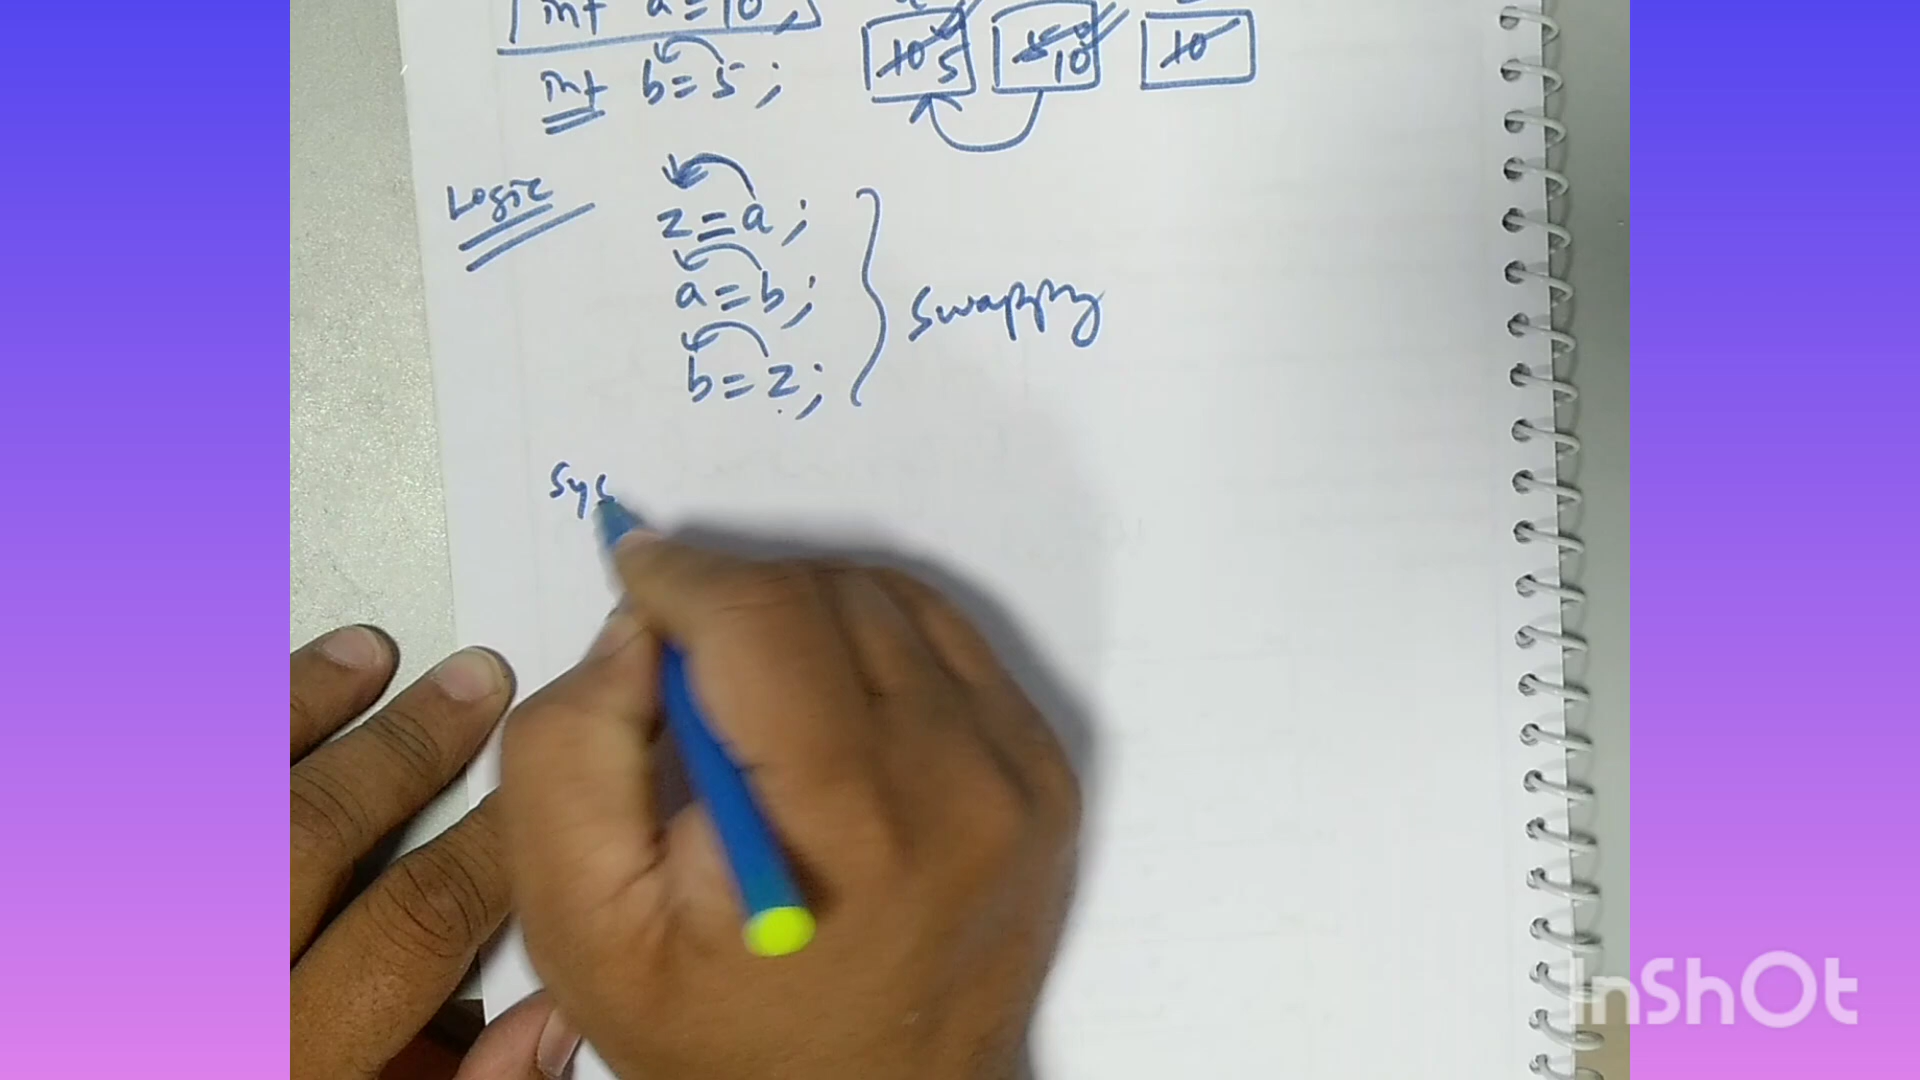 int a=10;
int b=5;
10 5
5 10
10
Logic
z=a;
a=b;
b=z;
swapping
Sys
InShOt